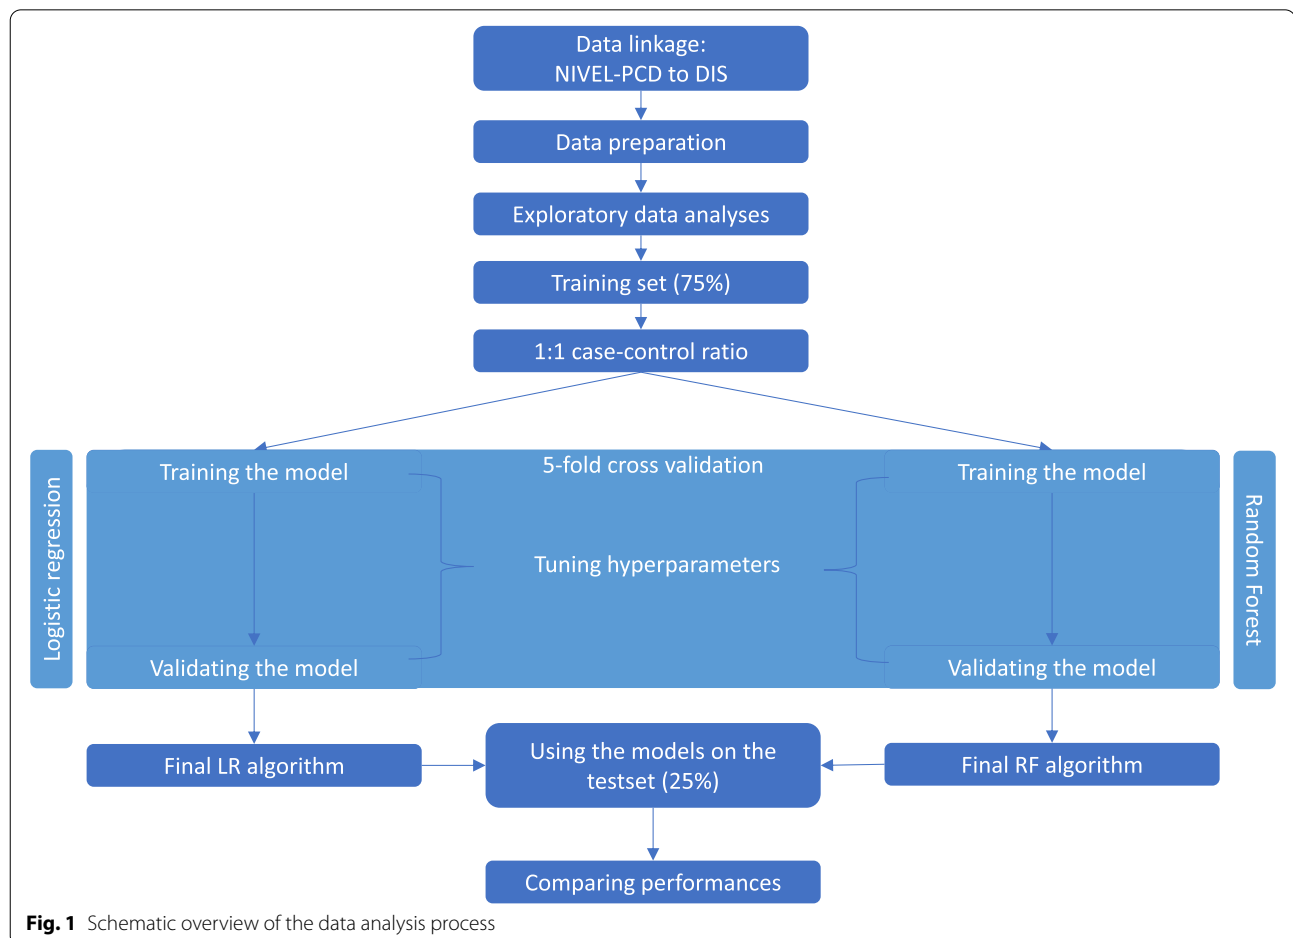 Data linkage:
NIVEL-PCD to DIS
Data preparation
Exploratory data analyses
Training set (75%)
1:1 case-control ratio
Logistic regression
Training the model
5-fold cross validation
Training the model
Random Forest
Tuning hyperparameters
Validating the model
Validating the model
Final LR algorithm
Using the models on the
testset (25%)
Final RF algorithm
Comparing performances
Fig. 1 Schematic overview of the data analysis process